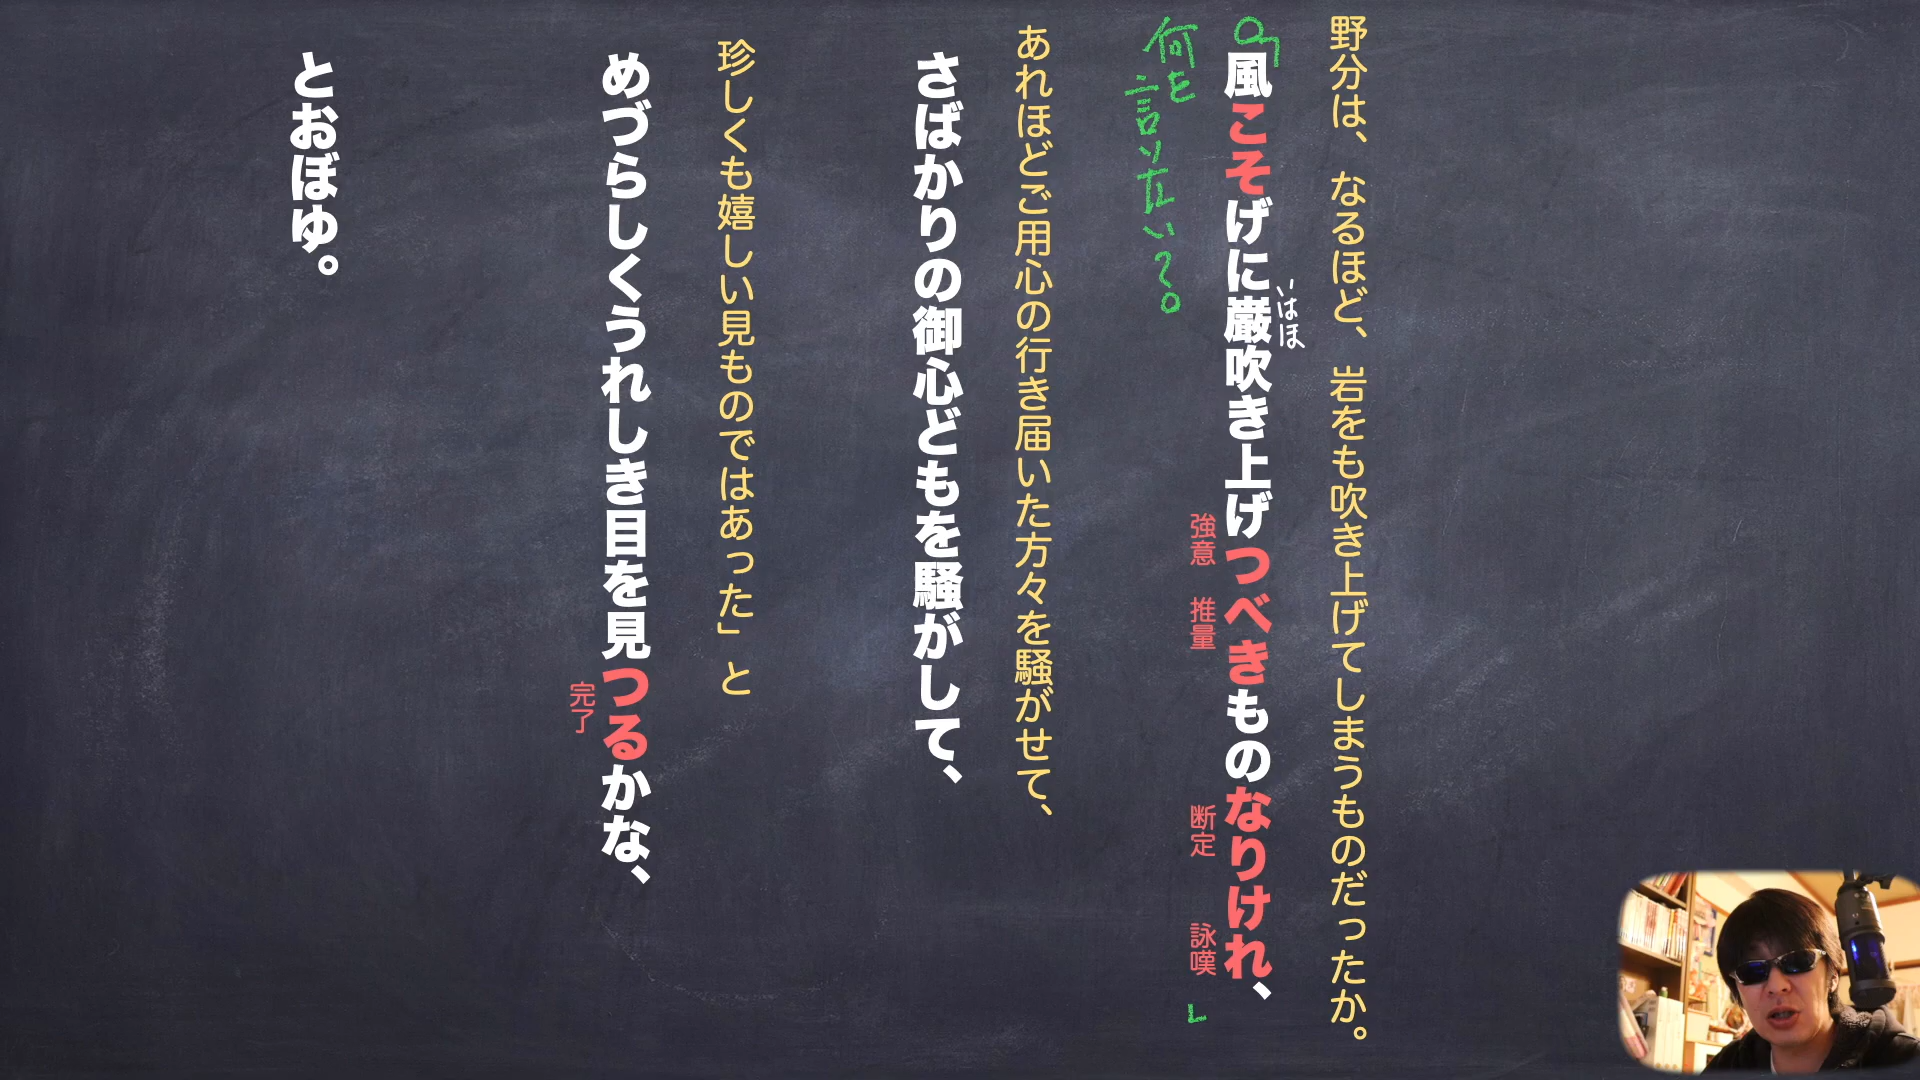 野分は、なるほど、岩をも吹き上げてしまうものだったか。
いはほ
風こそげに巌吹き上げつべきものなりけれ、
強意 推量 断定 詠嘆
何を言りたい?。
あれほどご用心の行き届いた方々を騒がせて、
さばかりの御心どもを騒がして、
珍しくも嬉しい見ものではあった」と
めづらしくうれしき目を見つるかな、
完了
とおぼゆ。